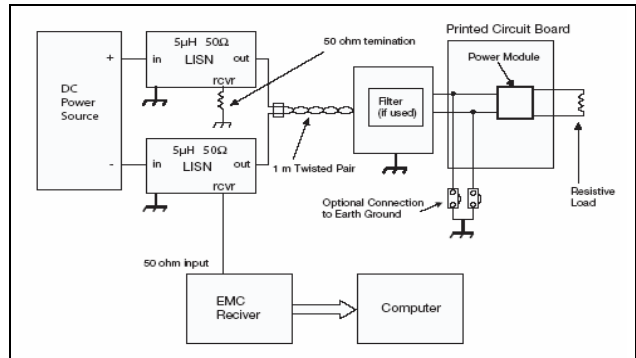 Printed Circuit Board
5µH 50Ω
in LISN out
rcvr
50 ohm temination
Power Module
DC
Power
Source
+
-
Filter
(if used)
5µH 50Ω
in LISN out
rcvr
1 m Twisted Pair
Optional Connection
to Earth Ground
Resistive
Load
50 ohm input
EMC
Reciver
Computer